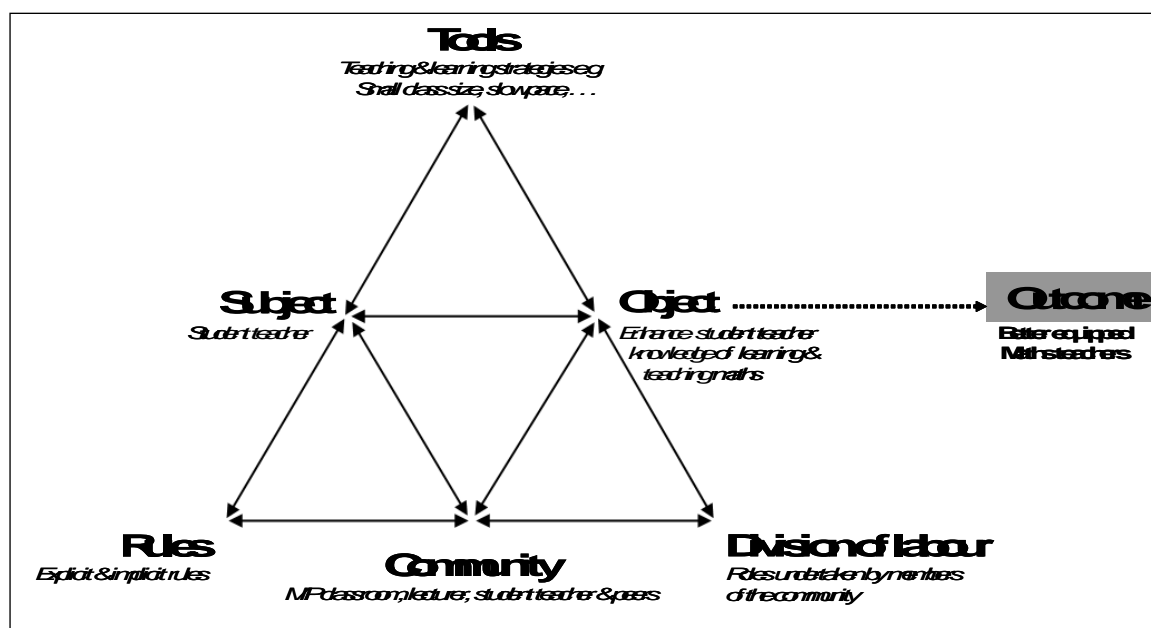 Tools
Teaching & learning strategies e.g.
Small class size, slow pace, . . .
Subject
Student teacher
Object
Enhance student teacher
knowledge of learning &
teaching maths
Outcome
Better equipped
Maths teachers
Rules
Explicit & implicit rules
Community
MP classroom, lecturer, student teacher & peers
Division of labour
Roles undertaken by members
of the community